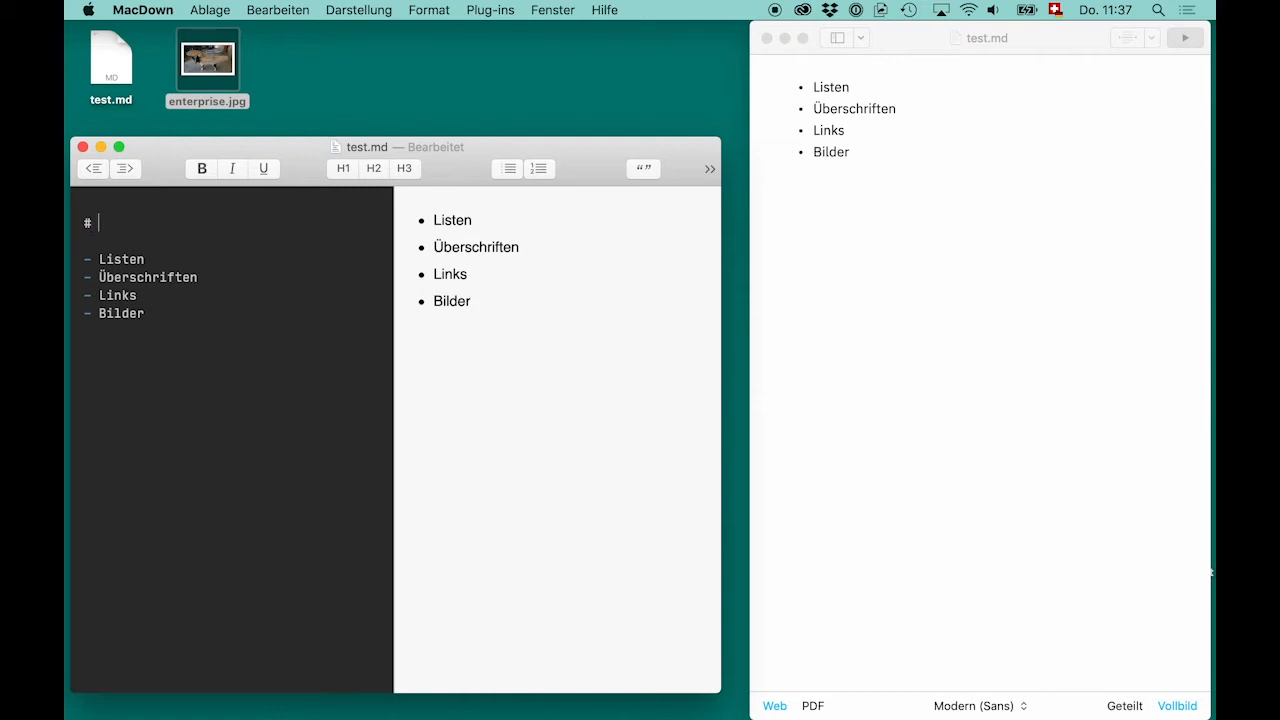 MacDown Ablage Bearbeiten Darstellung Format Plug-ins Fenster Hilfe Do. 11:37
MD
test.md
enterprise.jpg
test.md — Bearbeitet
B I U H1 H2 H3 “”
#
- Listen
- Überschriften
- Links
- Bilder
• Listen
• Überschriften
• Links
• Bilder
test.md
• Listen
• Überschriften
• Links
• Bilder
Web PDF Modern (Sans) Geteilt Vollbild